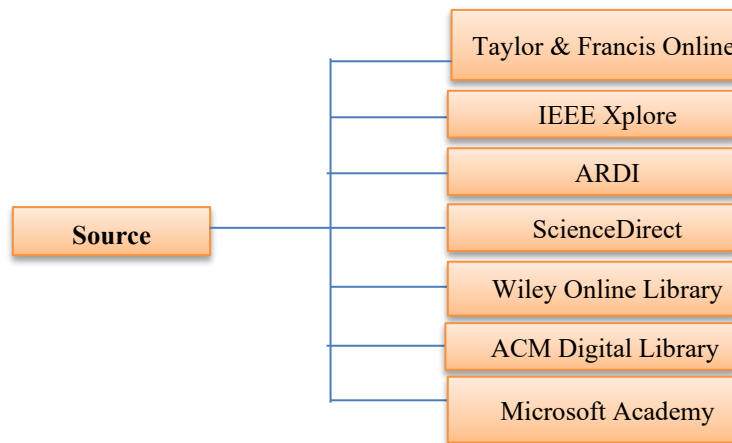 Taylor & Francis Online
IEEE Xplore
ARDI
Source
ScienceDirect
Wiley Online Library
ACM Digital Library
Microsoft Academy